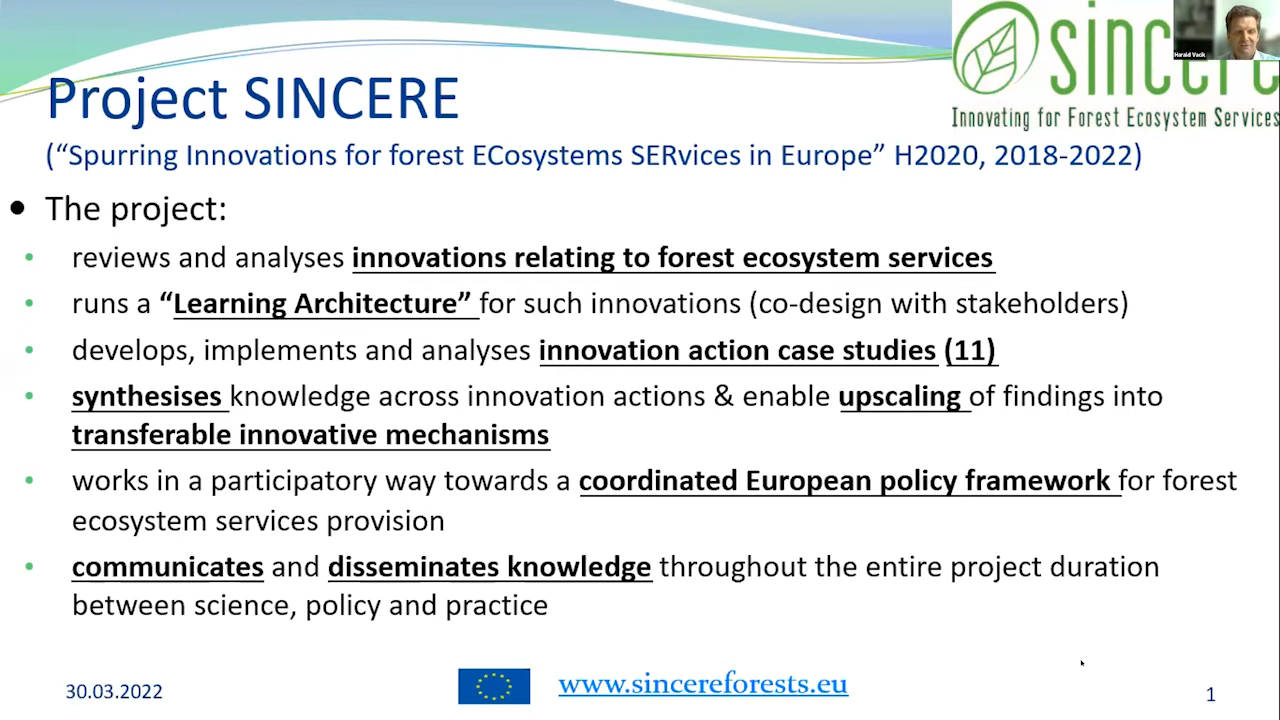 sincere
Harald Vacik
Innovating for Forest Ecosystem Services
Project SINCERE
(“Spurring Innovations for forest ECosystems SERvices in Europe” H2020, 2018-2022)
• The project:
• reviews and analyses innovations relating to forest ecosystem services
• runs a “Learning Architecture” for such innovations (co-design with stakeholders)
• develops, implements and analyses innovation action case studies (11)
• synthesises knowledge across innovation actions & enable upscaling of findings into
transferable innovative mechanisms
• works in a participatory way towards a coordinated European policy framework for forest
ecosystem services provision
• communicates and disseminates knowledge throughout the entire project duration
between science, policy and practice
30.03.2022
www.sincereforests.eu
1